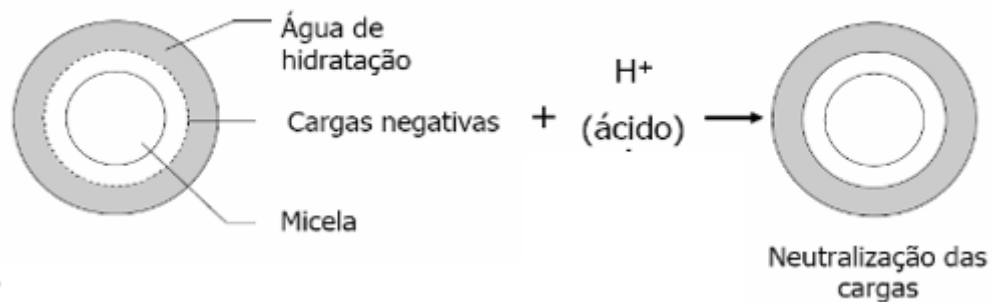 Água de
hidratação
Cargas negativas
Micela
+
H+
(ácido)
Neutralização das
cargas